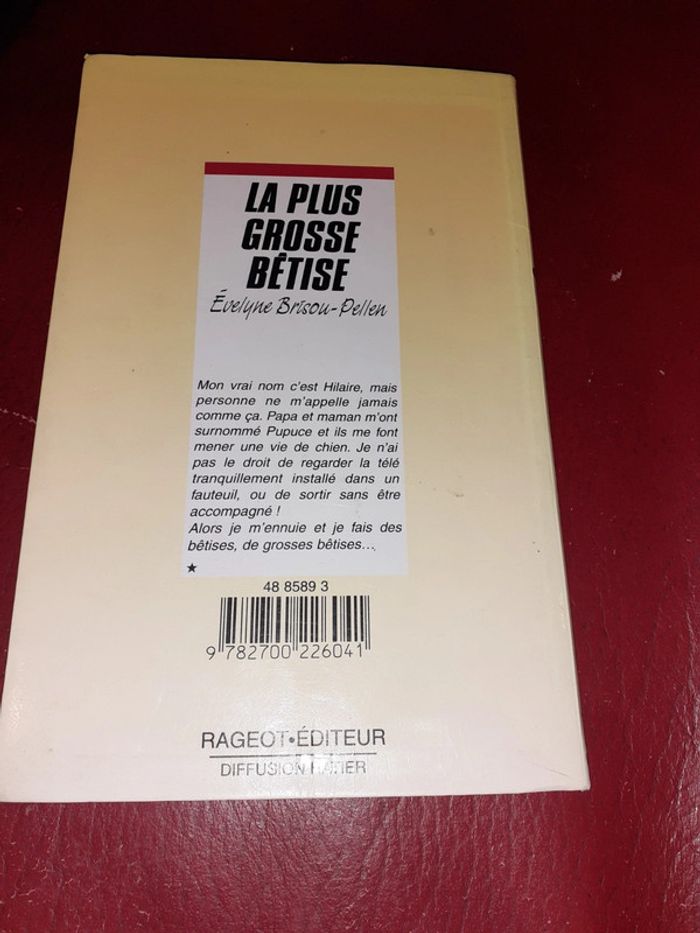 LA PLUS
GROSSE
BÊTISE
Évelyne Brisou-Pellen
Mon vrai nom c'est Hilaire, mais
personne ne m'appelle jamais
comme ça. Papa et maman m'ont
surnommé Pupuce et ils me font
mener une vie de chien. Je n'ai
pas le droit de regarder la télé
tranquillement installé dans un
fauteuil, ou de sortir sans être
accompagné !
Alors je m'ennuie et je fais des
bêtises, de grosses bêtises...
★
48 8589 3
9 782700 226041
RAGEOT•ÉDITEUR
DIFFUSION HATIER